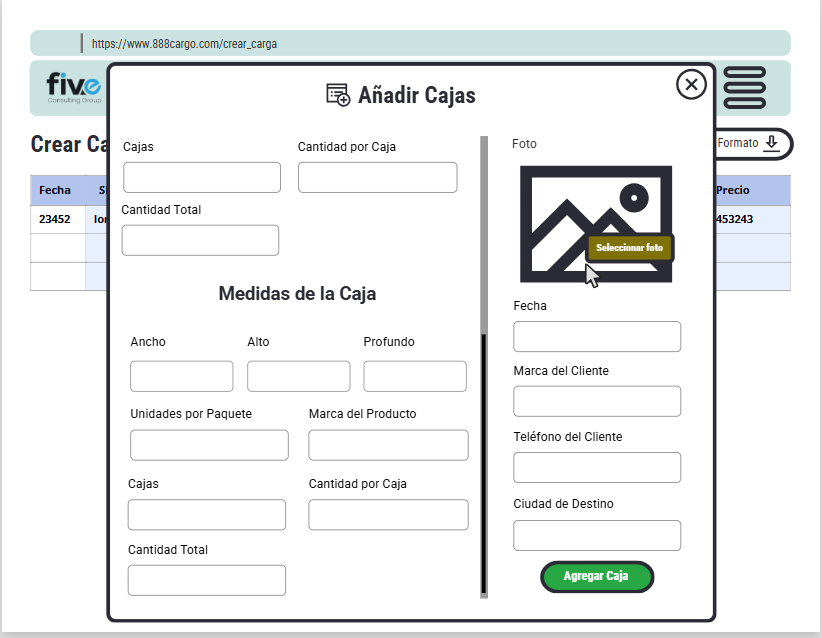 https://www.888cargo.com/crear_carga
five
Consulting Group
Añadir Cajas
Crear Ca
Formato
Fecha
Precio
23452
453243
Cajas
Cantidad por Caja
Cantidad Total
Medidas de la Caja
Ancho
Alto
Profundo
Unidades por Paquete
Marca del Producto
Cajas
Cantidad por Caja
Cantidad Total
Foto
Seleccionar foto
Fecha
Marca del Cliente
Teléfono del Cliente
Ciudad de Destino
Agregar Caja